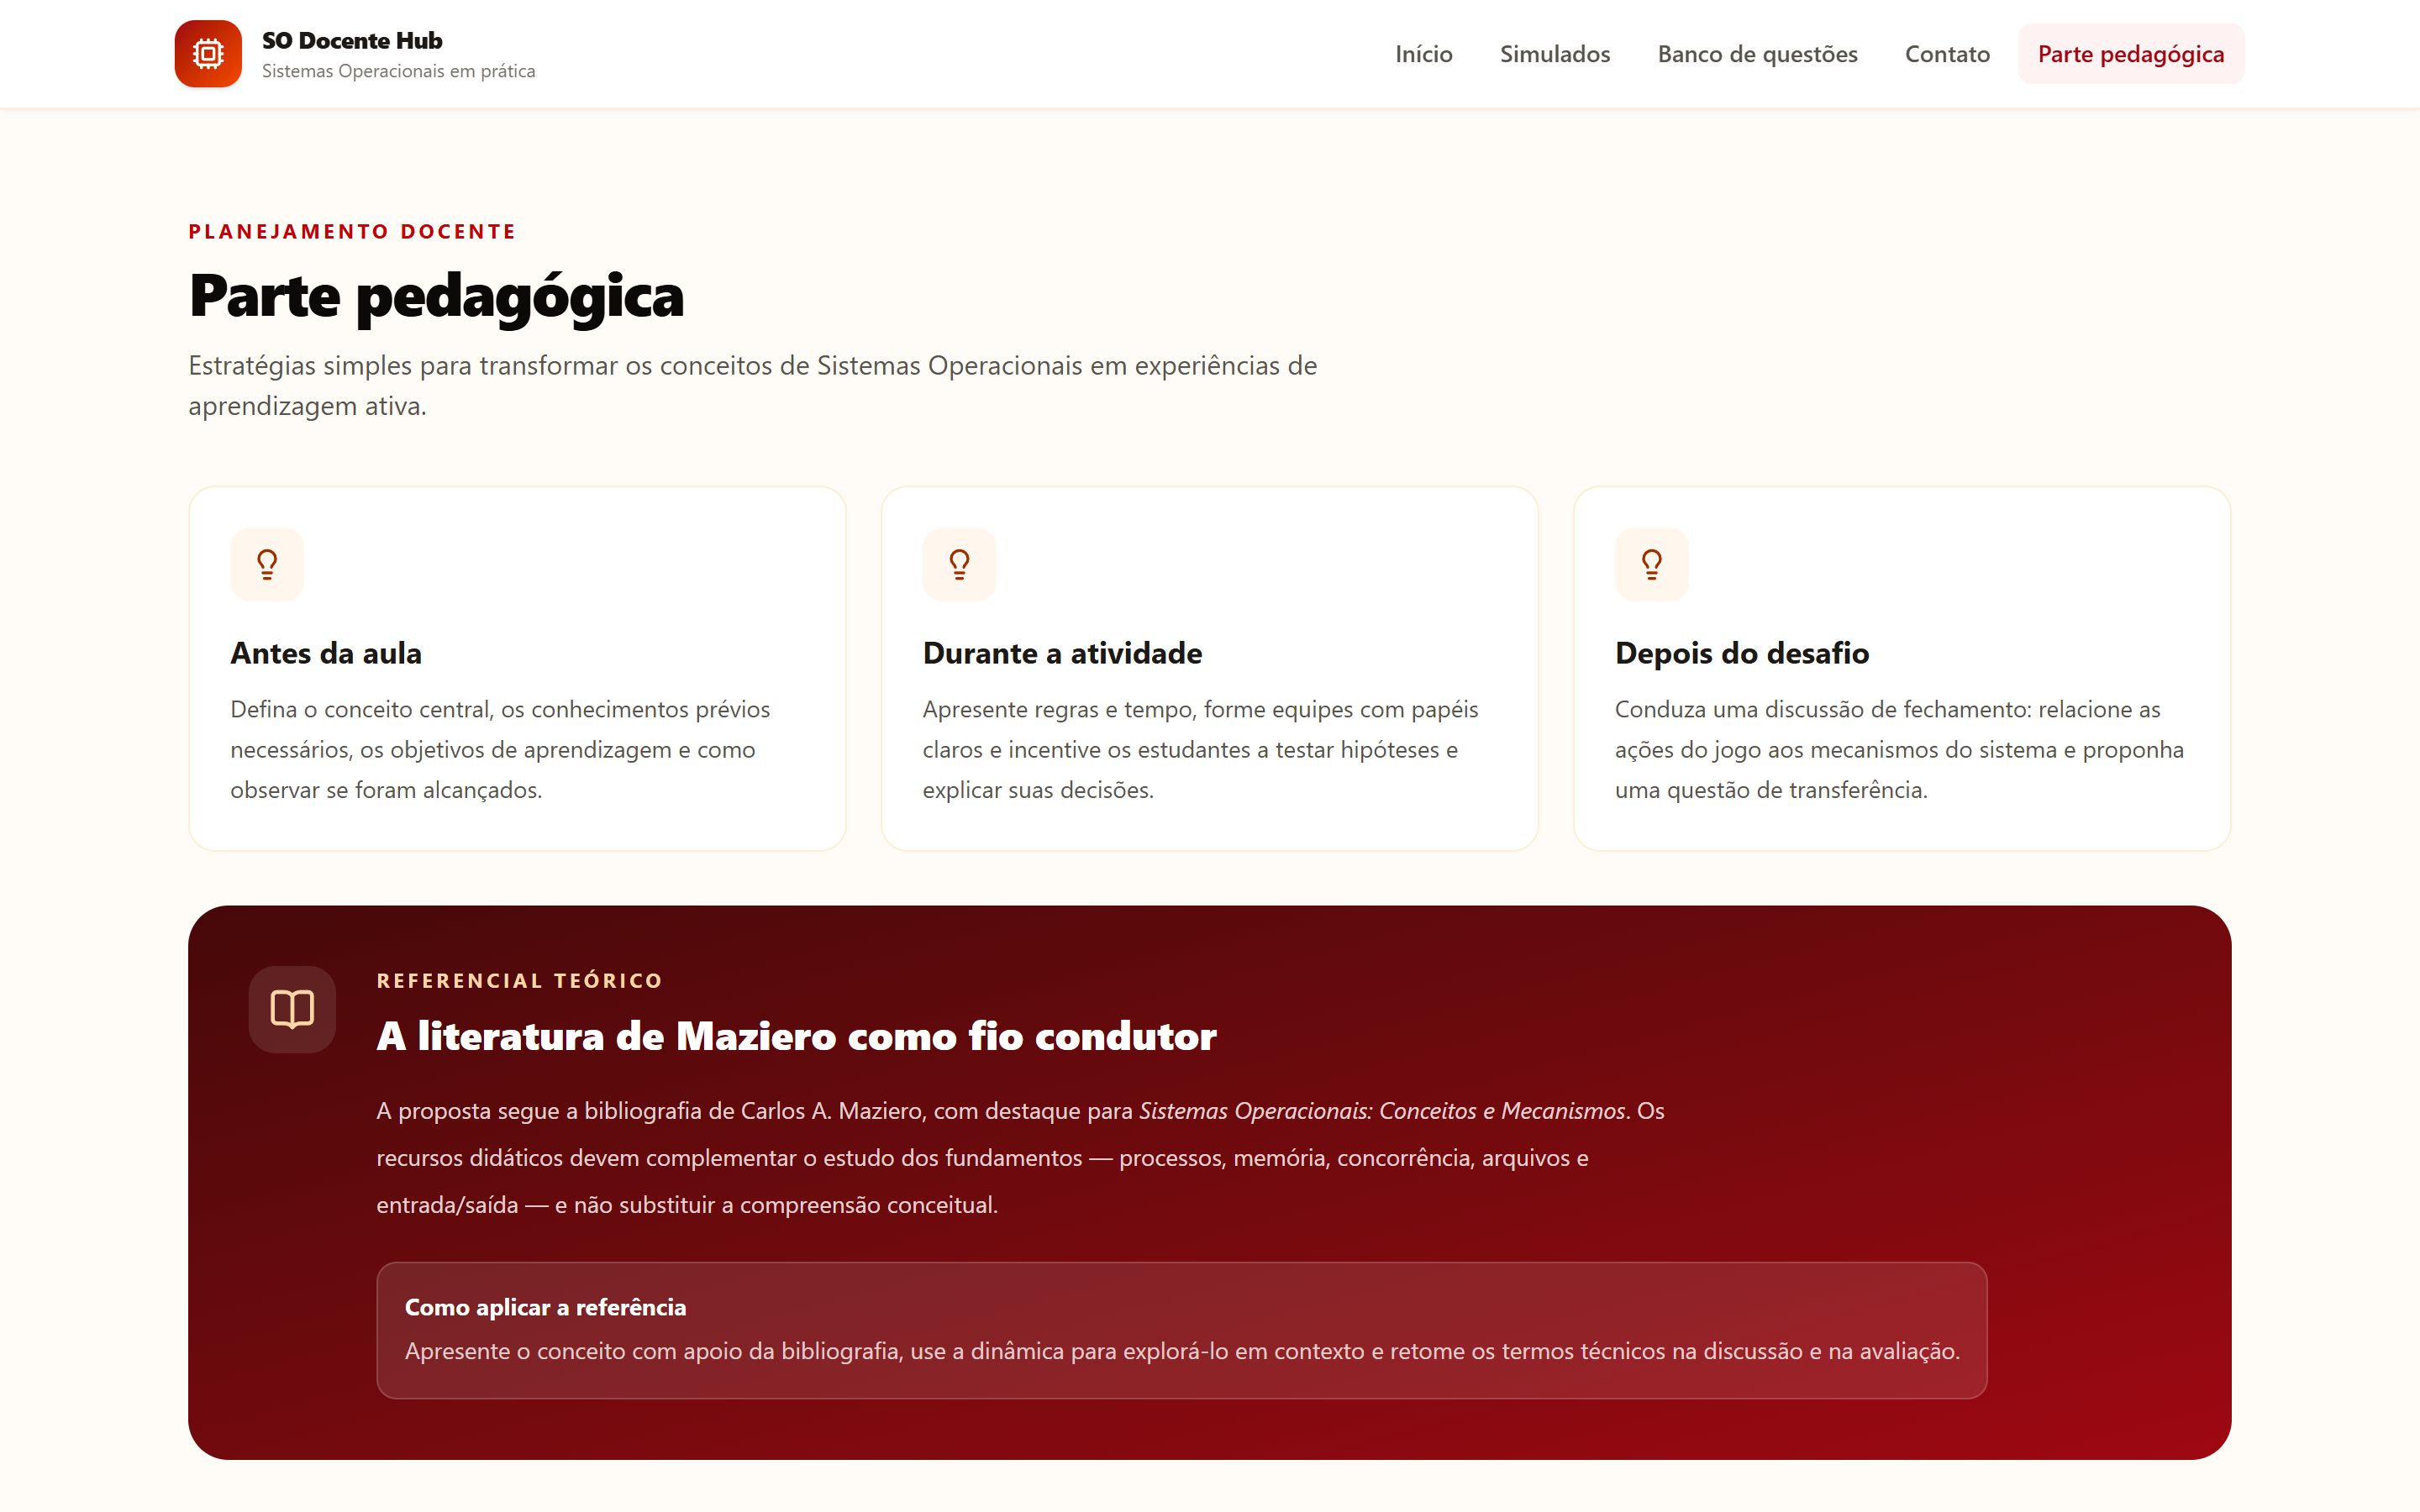 SO Docente Hub
Sistemas Operacionais em prática
Início
Simulados
Banco de questões
Contato
Parte pedagógica
PLANEJAMENTO DOCENTE
Parte pedagógica
Estratégias simples para transformar os conceitos de Sistemas Operacionais em experiências de
aprendizagem ativa.
Antes da aula
Defina o conceito central, os conhecimentos prévios
necessários, os objetivos de aprendizagem e como
observar se foram alcançados.
Durante a atividade
Apresente regras e tempo, forme equipes com papéis
claros e incentive os estudantes a testar hipóteses e
explicar suas decisões.
Depois do desafio
Conduza uma discussão de fechamento: relacione as
ações do jogo aos mecanismos do sistema e proponha
uma questão de transferência.
REFERENCIAL TEÓRICO
A literatura de Maziero como fio condutor
A proposta segue a bibliografia de Carlos A. Maziero, com destaque para Sistemas Operacionais: Conceitos e Mecanismos. Os
recursos didáticos devem complementar o estudo dos fundamentos — processos, memória, concorrência, arquivos e
entrada/saída — e não substituir a compreensão conceitual.
Como aplicar a referência
Apresente o conceito com apoio da bibliografia, use a dinâmica para explorá-lo em contexto e retome os termos técnicos na discussão e na avaliação.